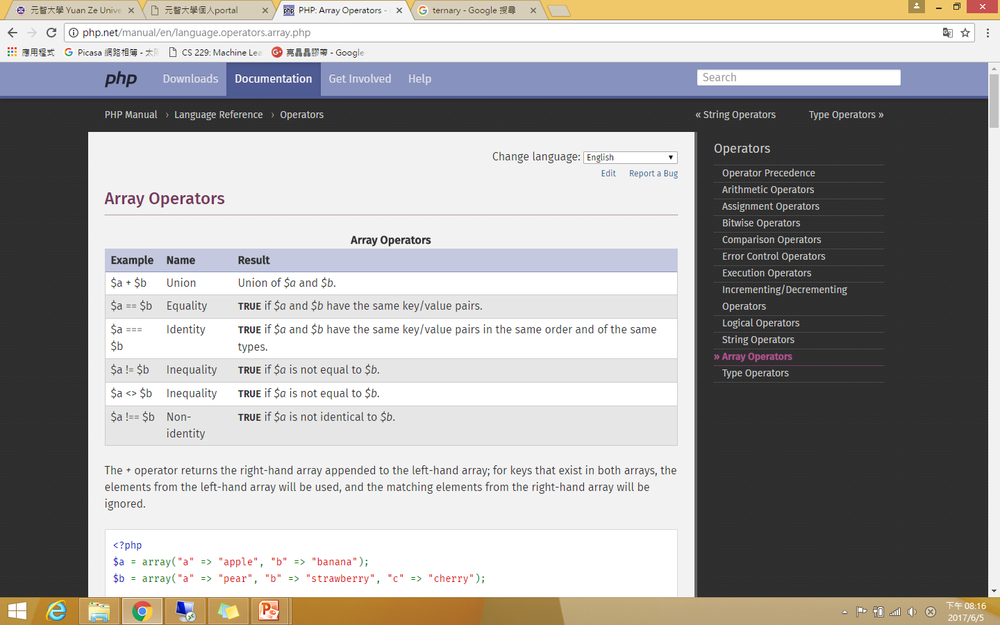 元智大學 Yuan Ze Unive
元智大學個人portal
PHP: Array Operators -
ternary - Google 搜尋
php.net/manual/en/language.operators.array.php
應用程式
Picasa 網路相簿 - 太
CS 229: Machine Lea
亮晶晶膠帶 - Google
php
Downloads
Documentation
Get Involved
Help
Search
PHP Manual › Language Reference › Operators
« String Operators
Type Operators »
Change language: English
Edit
Report a Bug
Array Operators
Array Operators
Example Name Result
$a + $b Union Union of $a and $b.
$a == $b Equality TRUE if $a and $b have the same key/value pairs.
$a === Identity TRUE if $a and $b have the same key/value pairs in the same order and of the same
$b types.
$a != $b Inequality TRUE if $a is not equal to $b.
$a <> $b Inequality TRUE if $a is not equal to $b.
$a !== $b Non- TRUE if $a is not identical to $b.
identity
The + operator returns the right-hand array appended to the left-hand array; for keys that exist in both arrays, the
elements from the left-hand array will be used, and the matching elements from the right-hand array will be
ignored.
<?php
$a = array("a" => "apple", "b" => "banana");
$b = array("a" => "pear", "b" => "strawberry", "c" => "cherry");
Operators
Operator Precedence
Arithmetic Operators
Assignment Operators
Bitwise Operators
Comparison Operators
Error Control Operators
Execution Operators
Incrementing/Decrementing
Operators
Logical Operators
String Operators
» Array Operators
Type Operators
下午 08:16
2017/6/5